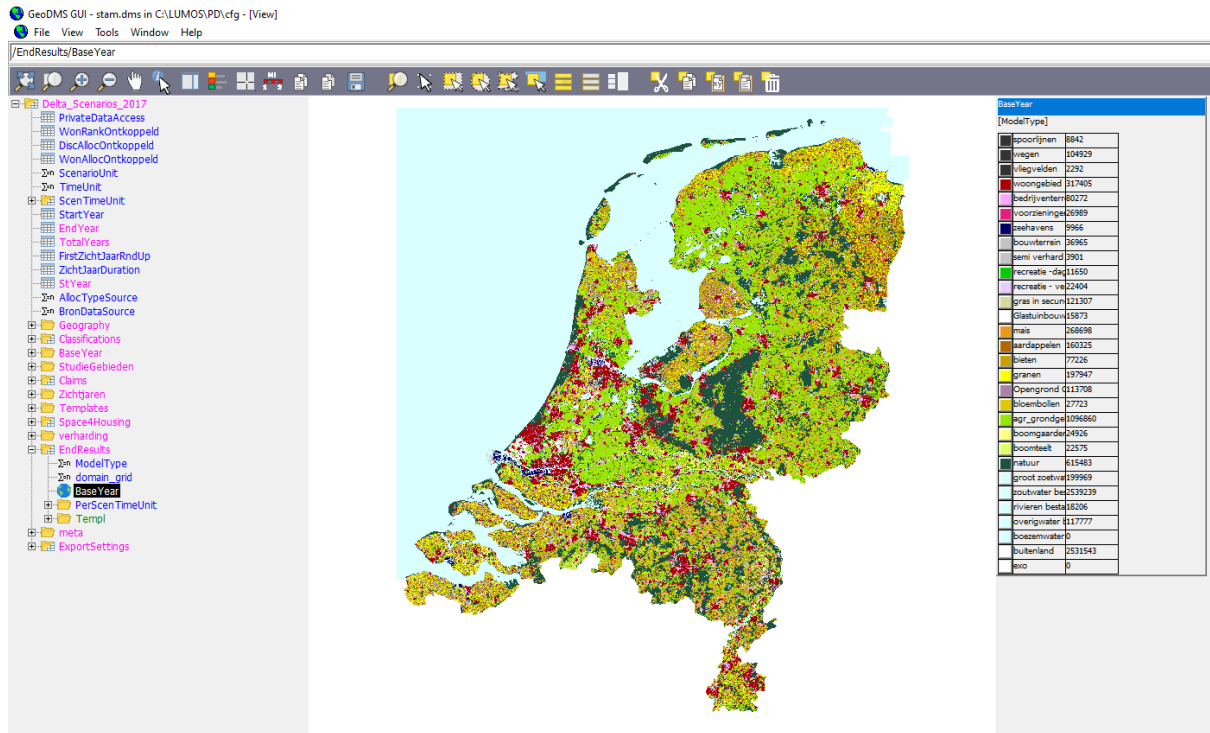 GeoDMS GUI - stam.dms in C:\LUMOS\PD\cfg - [View]
File View Tools Window Help
/EndResults/BaseYear
Delta_Scenarios_2017
PrivateDataAccess
WonRankOntkoppeld
DiscAllocOntkoppeld
WonAllocOntkoppeld
ScenarioUnit
TimeUnit
ScenTimeUnit
StartYear
EndYear
TotalYears
FirstZichtJaarRndUp
ZichtJaarDuration
StYear
AllocTypeSource
BronDataSource
Geography
Classifications
BaseYear
StudieGebieden
Claims
Zichtjaren
Templates
Space4Housing
verharding
EndResults
ModelType
domain_grid
BaseYear
PerScenTimeUnit
Templ
meta
ExportSettings
BaseYear
[ModelType]
spoorlijnen 8842
wegen 104929
vliegvelden 2292
woongebied 317405
bedrijventerr 80272
voorzieninge 26989
zeehavens 9966
bouwterrein 36965
semi verhard 3901
recreatie -dag 11650
recreatie - ve 22404
gras in secun 121307
Glastuinbouw 15873
mais 268698
aardappelen 160325
bieten 77226
granen 197947
Opengrond G 113708
bloembollen 27723
agr_grondge 1096860
boomgaarder 24926
boomteelt 22575
natuur 615483
groot zoetwa 199969
zoutwater be 2539239
rivieren besta 18206
overigwater b 117777
boezemwater 0
buitenland 2531543
exo 0